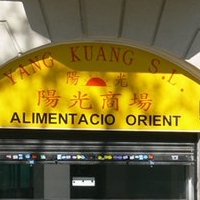 YANG KUANG S.L.
陽 光
陽光商場
ALIMENTACIO ORIENT